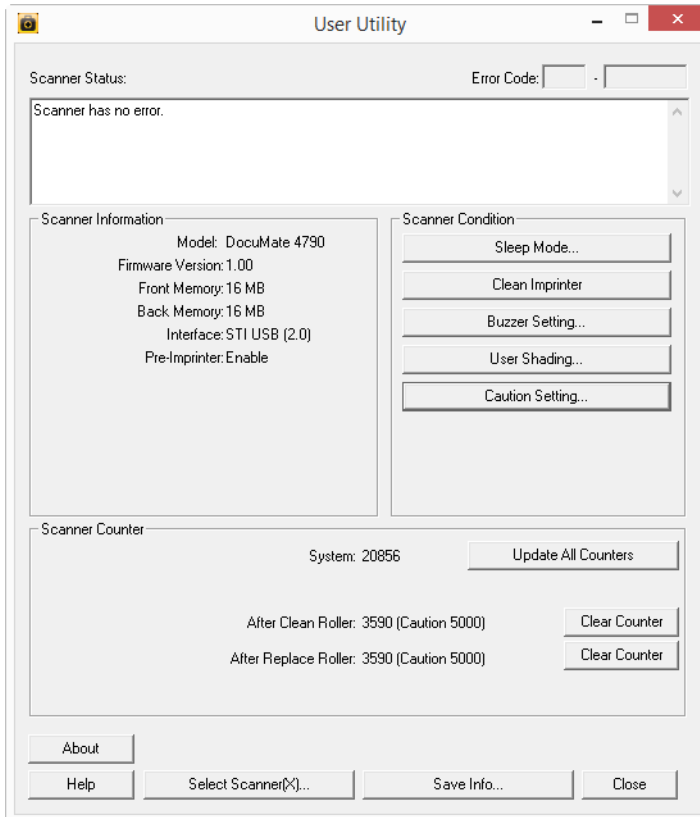 User Utility
Scanner Status:
Error Code:
-
Scanner has no error.
Scanner Information
Model: DocuMate 4790
Firmware Version: 1.00
Front Memory: 16 MB
Back Memory: 16 MB
Interface: STI USB (2.0)
Pre-Imprinter: Enable
Scanner Condition
Sleep Mode...
Clean Imprinter
Buzzer Setting...
User Shading...
Caution Setting...
Scanner Counter
System: 20856
Update All Counters
After Clean Roller: 3590 (Caution 5000)
Clear Counter
After Replace Roller: 3590 (Caution 5000)
Clear Counter
About
Help
Select Scanner(X)...
Save Info...
Close